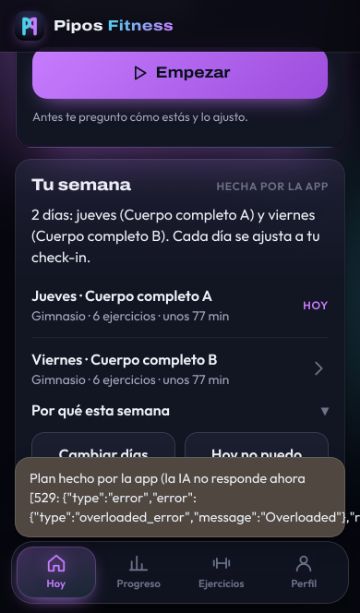 Pipos Fitness
Empezar
Antes te pregunto cómo estás y lo ajusto.
Tu semana
HECHA POR LA APP
2 días: jueves (Cuerpo completo A) y viernes
(Cuerpo completo B). Cada día se ajusta a tu
check-in.
Jueves · Cuerpo completo A
HOY
Gimnasio · 6 ejercicios · unos 77 min
Viernes · Cuerpo completo B
Gimnasio · 6 ejercicios · unos 77 min
Por qué esta semana
Cambiar días
Hoy no puedo
Plan hecho por la app (la IA no responde ahora
[529: {"type":"error","error":
{"type":"overloaded_error","message":"Overloaded"},"r
Hoy
Progreso
Ejercicios
Perfil